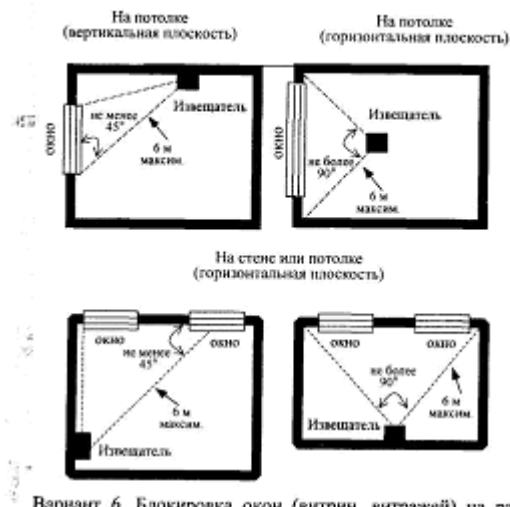 На потолке
(вертикальная плоскость)
На потолке
(горизонтальная плоскость)
окно
не менее
45°
Извещатель
6 м
максим.
окно
Извещатель
не более
90°
6 м
максим.
На стене или потолке
(горизонтальная плоскость)
окно
окно
не менее
45°
6 м
максим.
Извещатель
окно
окно
не более
90°
6 м
максим.
Извещатель
Вариант 6. Блокировка окон (витрин, витражей) на